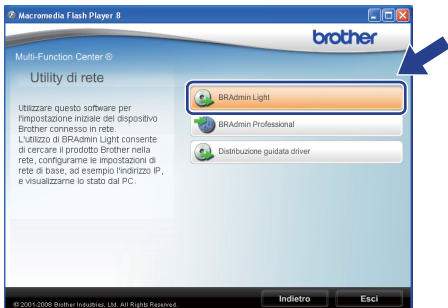 Macromedia Flash Player 8
brother
Multi-Function Center ®
Utility di rete
Utilizzare questo software per
l'impostazione iniziale del dispositivo
Brother connesso in rete.
L'utilizzo di BRAdmin Light consente
di cercare il prodotto Brother nella
rete, configurarne le impostazioni di
rete di base, ad esempio l'indirizzo IP,
e visualizzarne lo stato dal PC.
BRAdmin Light
BRAdmin Professional
Distribuzione guidata driver
© 2001-2008 Brother Industries, Ltd. All Rights Reserved.
Indietro
Esci